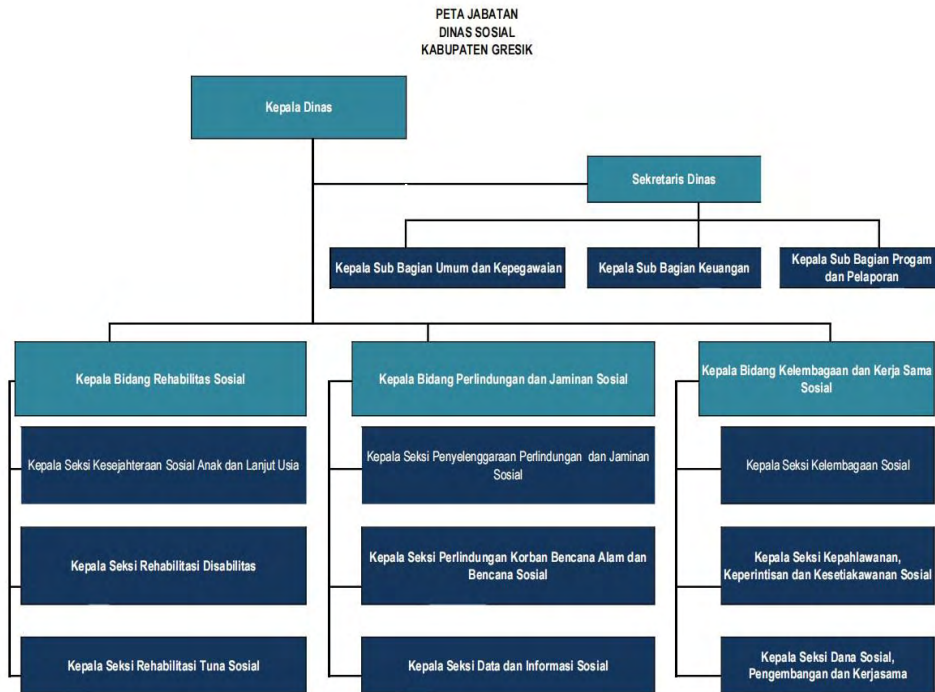 PETA JABATAN
DINAS SOSIAL
KABUPATEN GRESIK
Kepala Dinas
Sekretaris Dinas
Kepala Sub Bagian Umum dan Kepegawaian
Kepala Sub Bagian Keuangan
Kepala Sub Bagian Progam
dan Pelaporan
Kepala Bidang Rehabilitas Sosial
Kepala Bidang Perlindungan dan Jaminan Sosial
Kepala Bidang Kelembagaan dan Kerja Sama
Sosial
Kepala Seksi Kesejahteraan Sosial Anak dan Lanjut Usia
Kepala Seksi Penyelenggaraan Perlindungan dan Jaminan
Sosial
Kepala Seksi Kelembagaan Sosial
Kepala Seksi Rehabilitasi Disabilitas
Kepala Seksi Perlindungan Korban Bencana Alam dan
Bencana Sosial
Kepala Seksi Kepahlawanan,
Keperintisan dan Kesetiakawanan Sosial
Kepala Seksi Rehabilitasi Tuna Sosial
Kepala Seksi Data dan Informasi Sosial
Kepala Seksi Dana Sosial,
Pengembangan dan Kerjasama